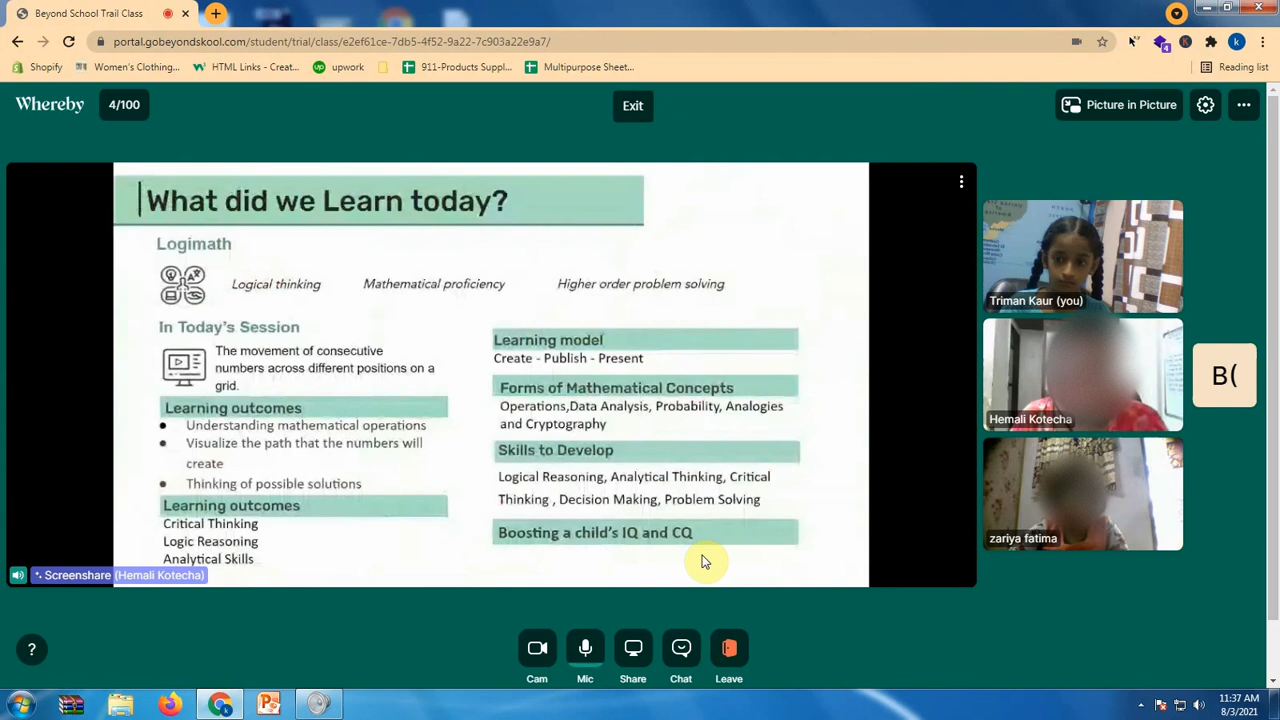 Beyond School Trail Class
portal.gobeyondskool.com/student/trial/class/e2ef61ce-7db5-4f52-9a22-7c903a22e9a7/
4
k
Shopify
Women's Clothing...
HTML Links - Creat...
upwork
911-Products Suppl...
Multipurpose Sheet...
Reading list
Whereby
4/100
Exit
Picture in Picture
What did we Learn today?
Logimath
Logical thinking
Mathematical proficiency
Higher order problem solving
In Today's Session
The movement of consecutive
numbers across different positions on a
grid.
Learning outcomes
Understanding mathematical operations
Visualize the path that the numbers will
create
Thinking of possible solutions
Learning outcomes
Critical Thinking
Logic Reasoning
Analytical Skills
Learning model
Create - Publish - Present
Forms of Mathematical Concepts
Operations,Data Analysis, Probability, Analogies
and Cryptography
Skills to Develop
Logical Reasoning, Analytical Thinking, Critical
Thinking , Decision Making, Problem Solving
Boosting a child's IQ and CQ
Screenshare (Hemali Kotecha)
Triman Kaur (you)
Hemali Kotecha
B(
zariya fatima
?
Cam
Mic
Share
Chat
Leave
11:37 AM
8/3/2021